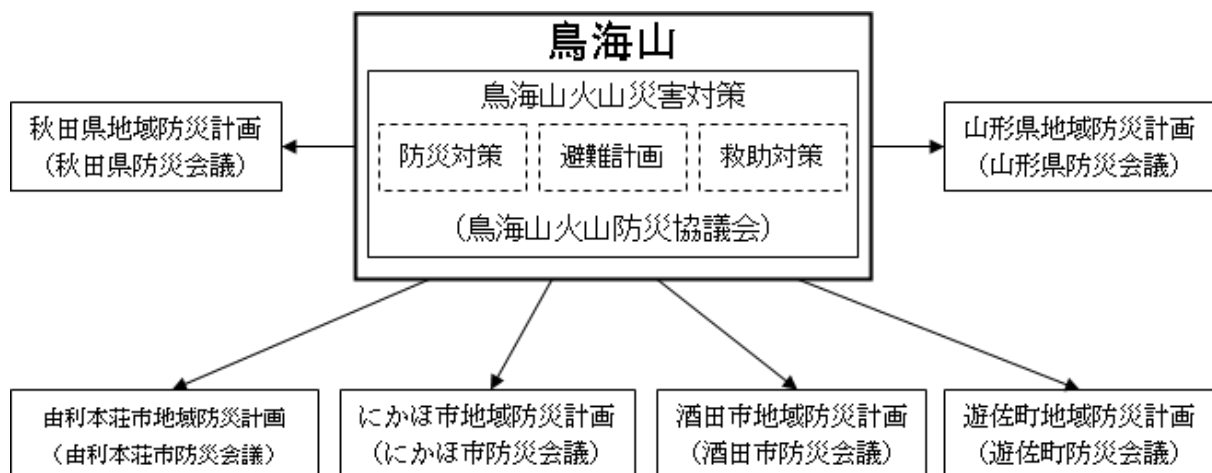 鳥海山
鳥海山火山災害対策
防災対策
避難計画
救助対策
(鳥海山火山防災協議会)
秋田県地域防災計画
(秋田県防災会議)
山形県地域防災計画
(山形県防災会議)
由利本荘市地域防災計画
(由利本荘市防災会議)
にかほ市地域防災計画
(にかほ市防災会議)
酒田市地域防災計画
(酒田市防災会議)
遊佐町地域防災計画
(遊佐町防災会議)